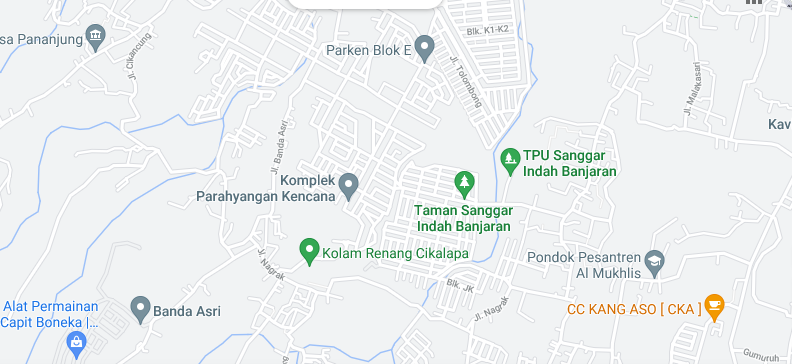 Blk. K1-K2
sa Pananjung
Jl. Cikancung
Parken Blok E
Jl. Tolombong
Jl. Malakasari
Kav
Jl. Banda Asri
TPU Sanggar
Indah Banjaran
Komplek
Parahyangan Kencana
Taman Sanggar
Indah Banjaran
Jl. Nagrak
Kolam Renang Cikalapa
Pondok Pesantren
Al Mukhlis
Blk. JK
Alat Permainan
Capit Boneka |...
Banda Asri
Jl. Nagrak
CC KANG ASO [ CKA ]
Gumuruh